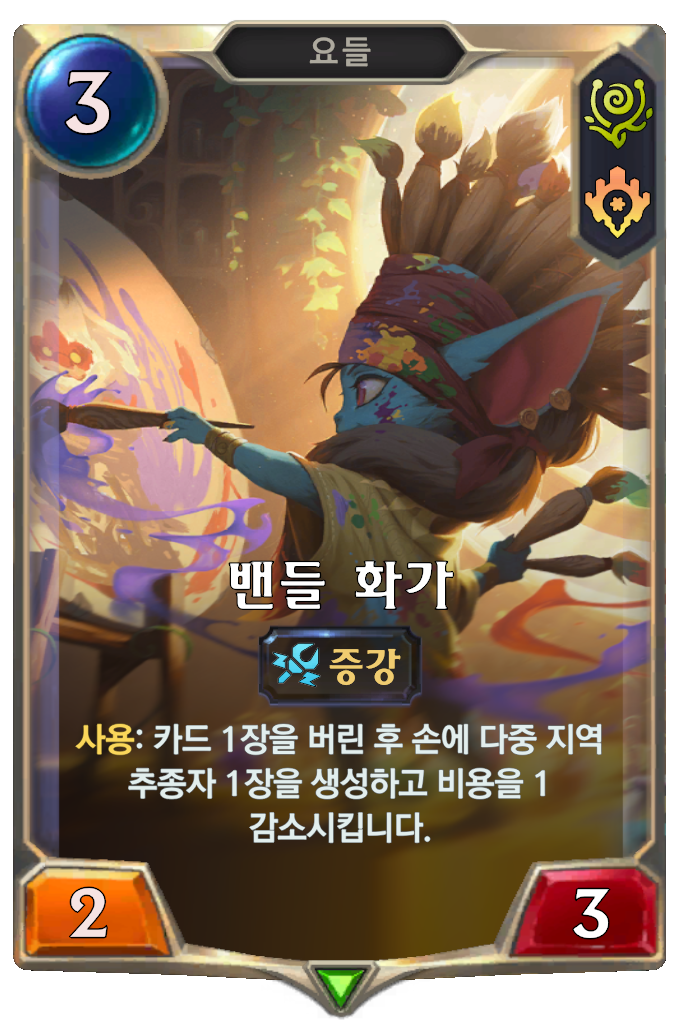 요들
3
밴들 화가
증강
사용: 카드 1장을 버린 후 손에 다중 지역
추종자 1장을 생성하고 비용을 1
감소시킵니다.
2
3